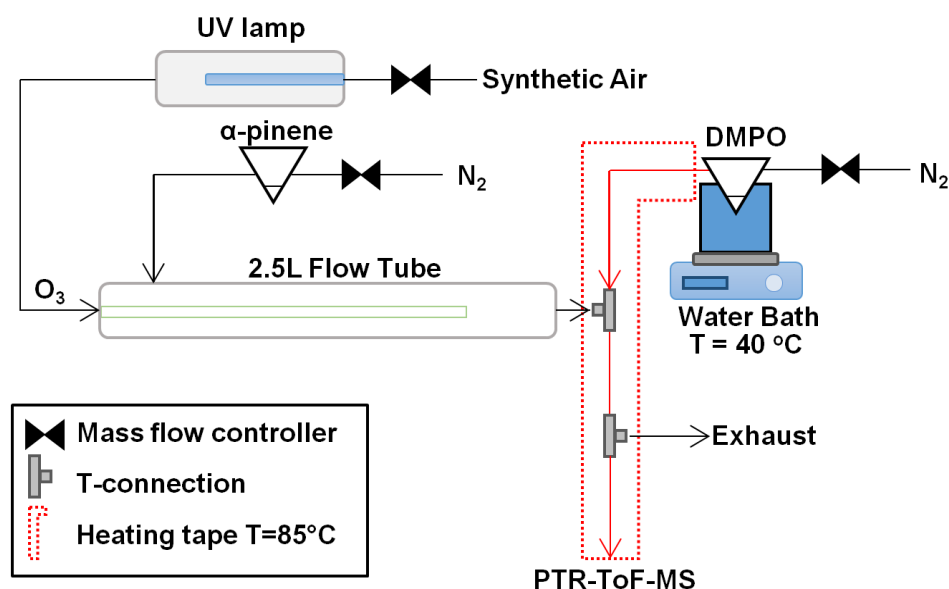 UV lamp
Synthetic Air
α-pinene
N2
DMPO
N2
2.5L Flow Tube
O3
Water Bath
T = 40 °C
Mass flow controller
T-connection
Heating tape T=85°C
Exhaust
PTR-ToF-MS